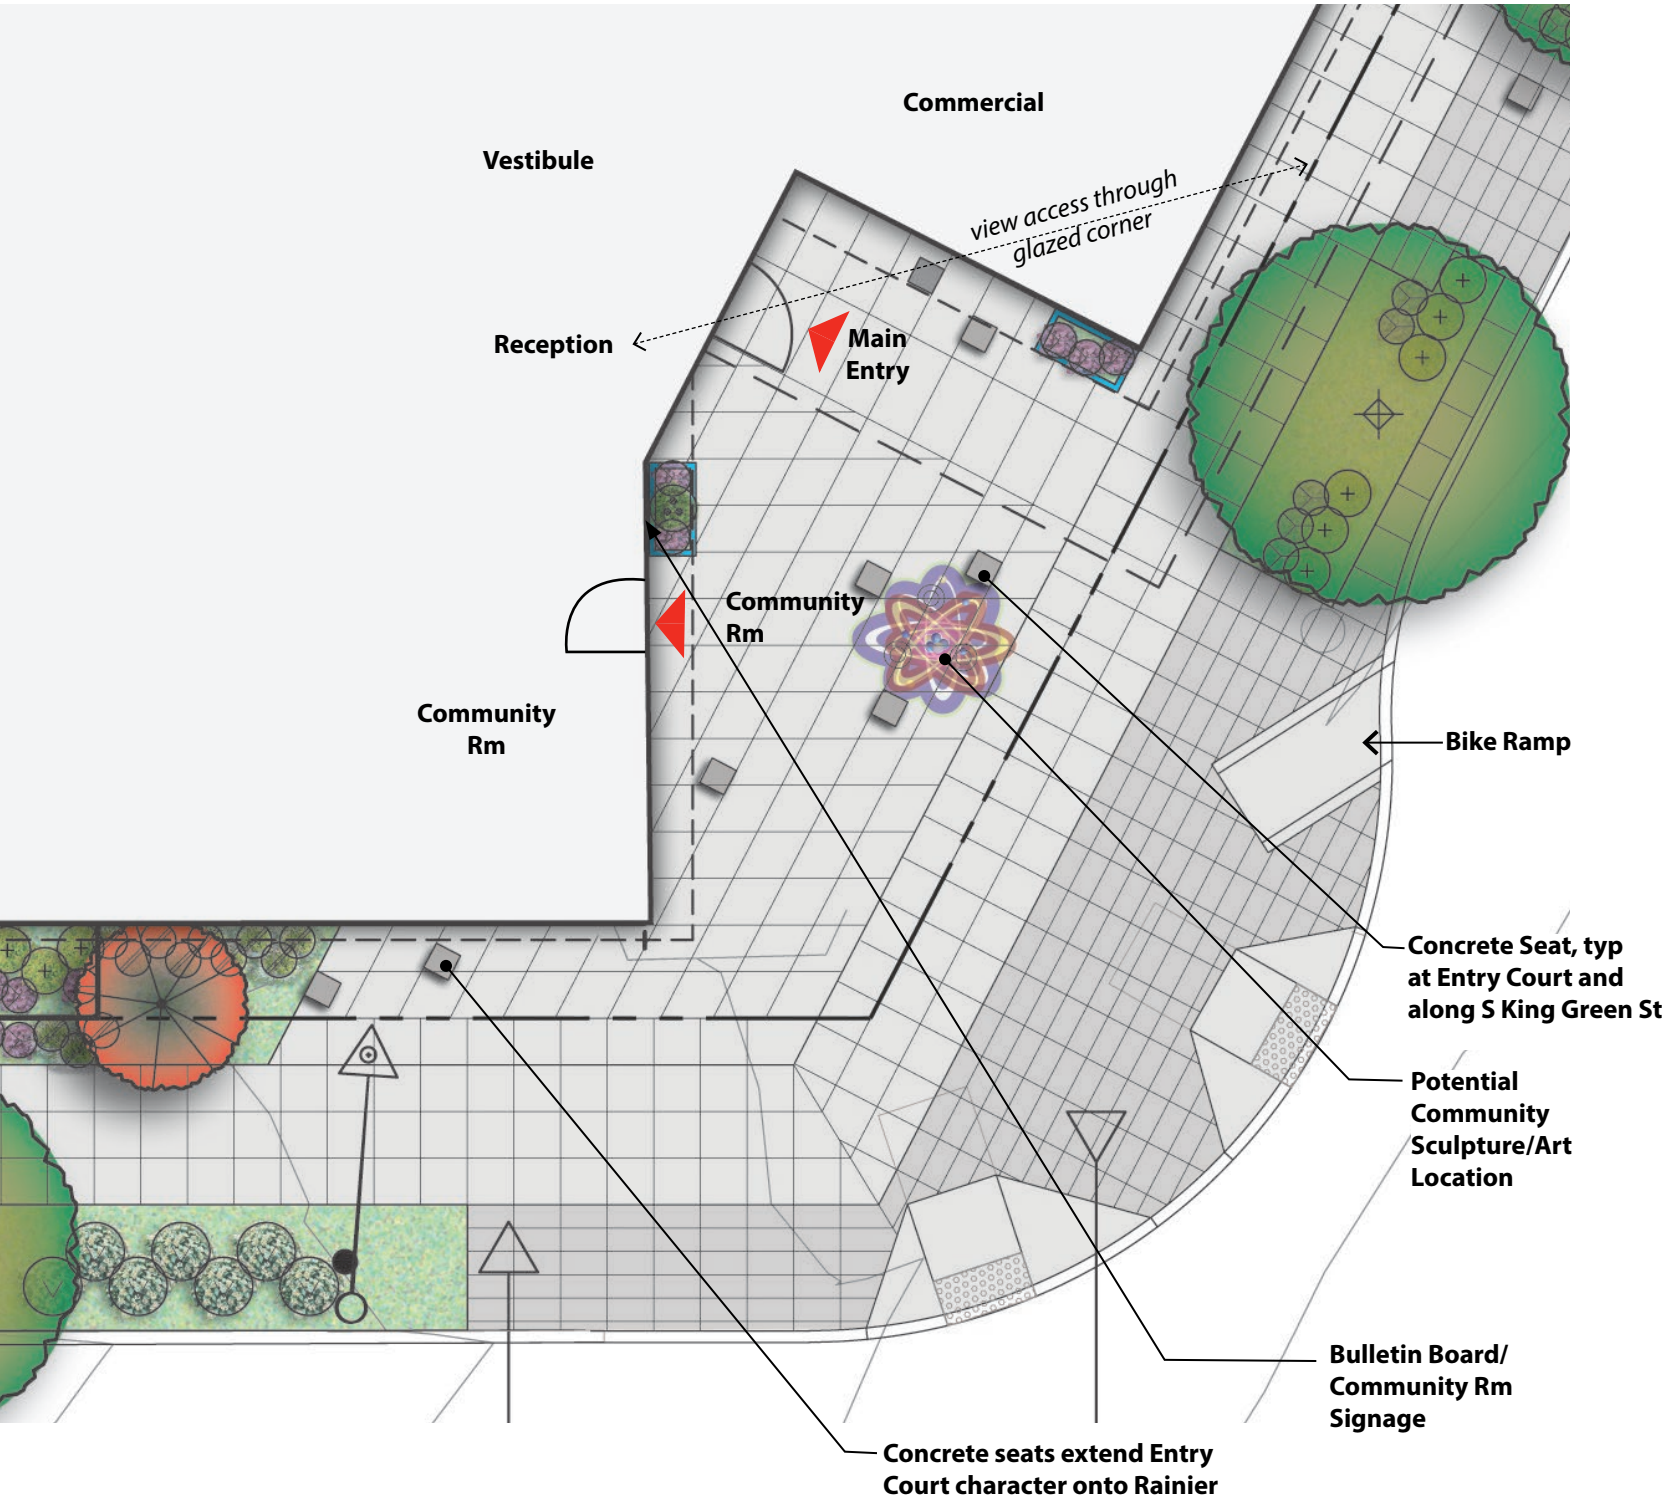 Commercial
Vestibule
view access through
glazed corner
Reception
Main
Entry
Community
Rm
Community
Rm
Bike Ramp
Concrete Seat, typ
at Entry Court and
along S King Green St
Potential
Community
Sculpture/Art
Location
Bulletin Board/
Community Rm
Signage
Concrete seats extend Entry
Court character onto Rainier